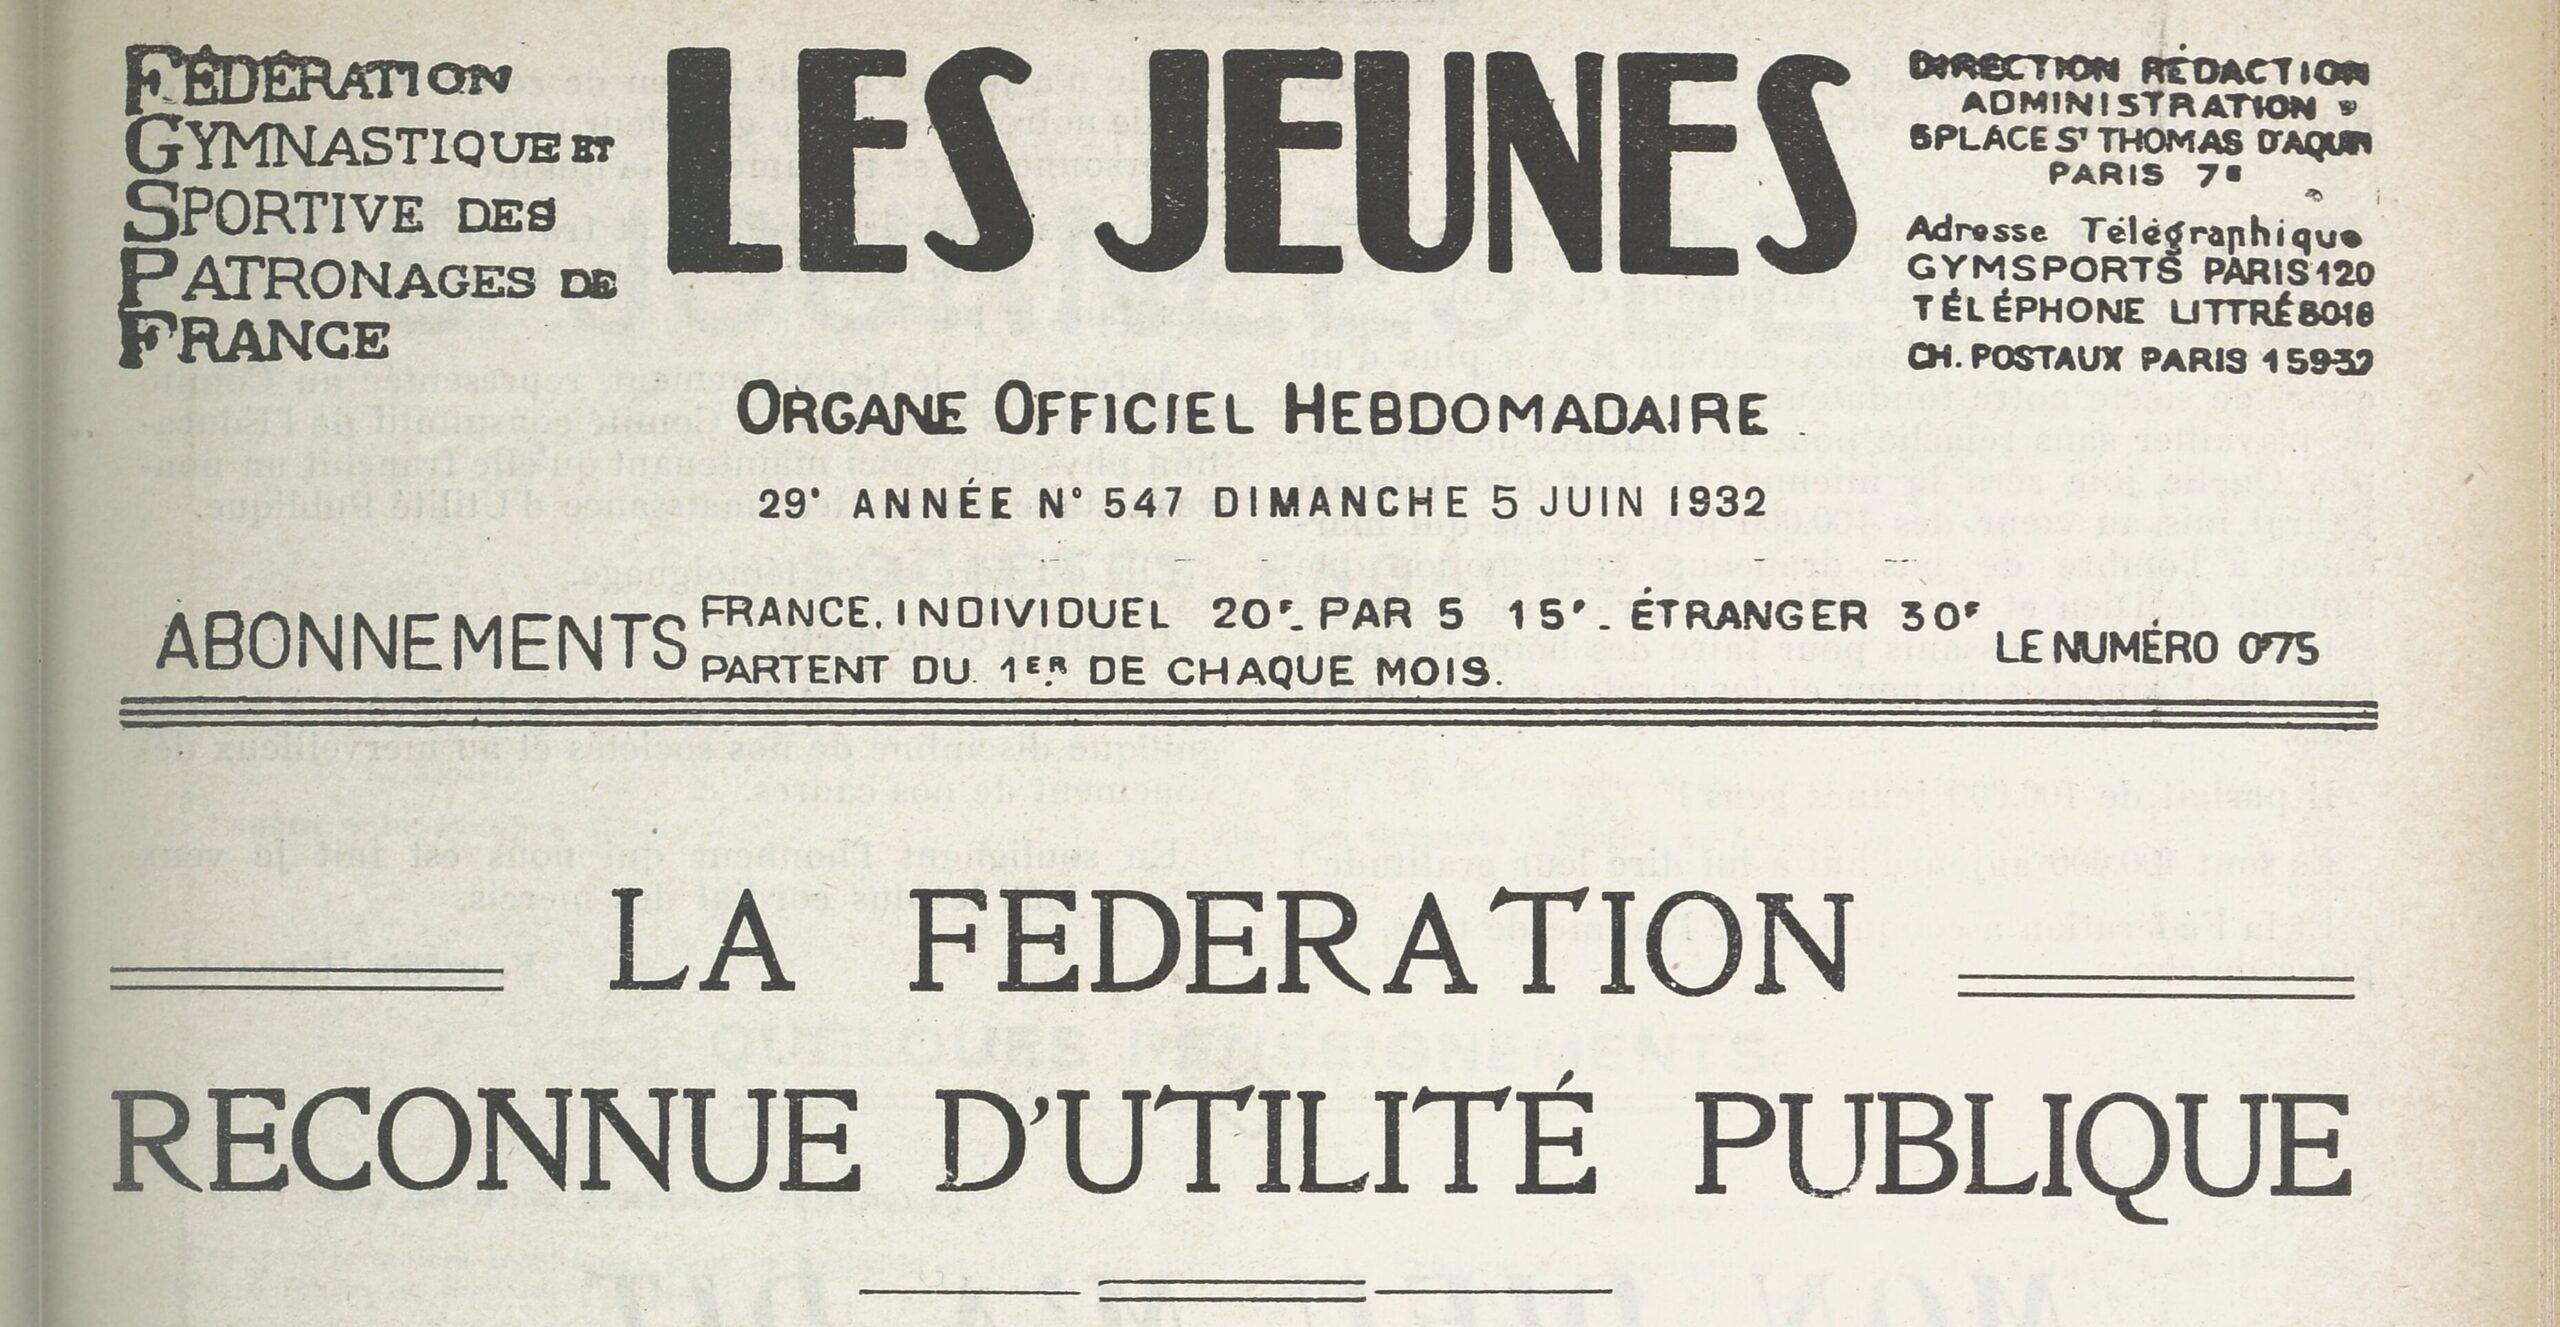 FÉDÉRATION
GYMNASTIQUE ET
SPORTIVE DES
PATRONAGES DE
FRANCE
LES JEUNES
DIRECTION RÉDACTION
ADMINISTRATION
5 PLACE ST THOMAS D'AQUIN
PARIS 7e
Adresse Télégraphique
GYMSPORTS PARIS 120
TÉLÉPHONE LITTRÉ
CH. POSTAUX PARIS 15932
ORGANE OFFICIEL HEBDOMADAIRE
29e ANNÉE N° 547 DIMANCHE 5 JUIN 1932
ABONNEMENTS
FRANCE, INDIVIDUEL 20F. PAR 5 15F. ÉTRANGER 30F
PARTENT DU 1ER DE CHAQUE MOIS.
LE NUMÉRO 0F75
LA FEDERATION
RECONNUE D'UTILITÉ PUBLIQUE